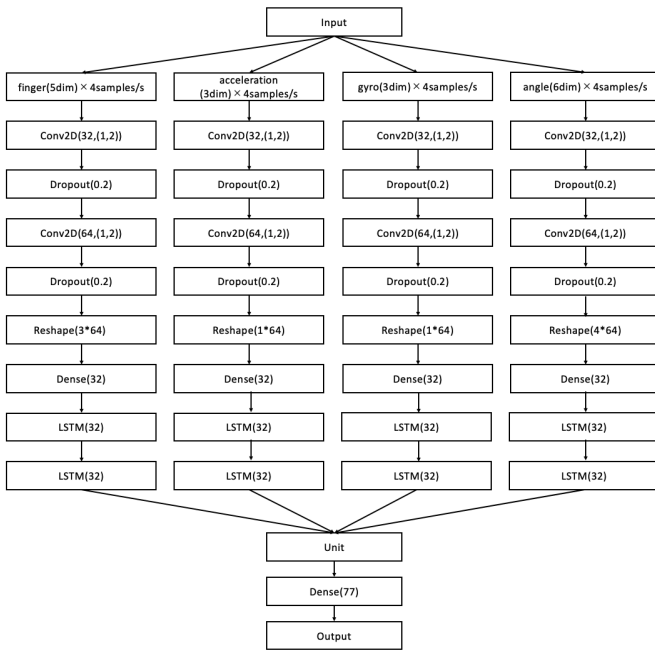 Input
finger(5dim)×4samples/s
acceleration
(3dim)×4samples/s
gyro(3dim)×4samples/s
angle(6dim)×4samples/s
Conv2D(32,(1,2))
Conv2D(32,(1,2))
Conv2D(32,(1,2))
Conv2D(32,(1,2))
Dropout(0.2)
Dropout(0.2)
Dropout(0.2)
Dropout(0.2)
Conv2D(64,(1,2))
Conv2D(64,(1,2))
Conv2D(64,(1,2))
Conv2D(64,(1,2))
Dropout(0.2)
Dropout(0.2)
Dropout(0.2)
Dropout(0.2)
Reshape(3*64)
Reshape(1*64)
Reshape(1*64)
Reshape(4*64)
Dense(32)
Dense(32)
Dense(32)
Dense(32)
LSTM(32)
LSTM(32)
LSTM(32)
LSTM(32)
LSTM(32)
LSTM(32)
LSTM(32)
LSTM(32)
Unit
Dense(77)
Output